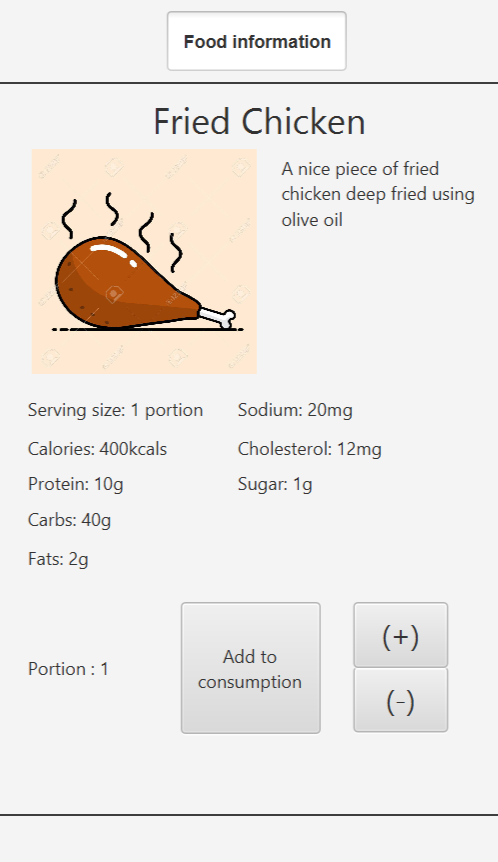 Food information
Fried Chicken
A nice piece of fried
chicken deep fried using
olive oil
Serving size: 1 portion
Sodium: 20mg
Calories: 400kcals
Cholesterol: 12mg
Protein: 10g
Sugar: 1g
Carbs: 40g
Fats: 2g
Portion : 1
Add to
consumption
(+)
(-)